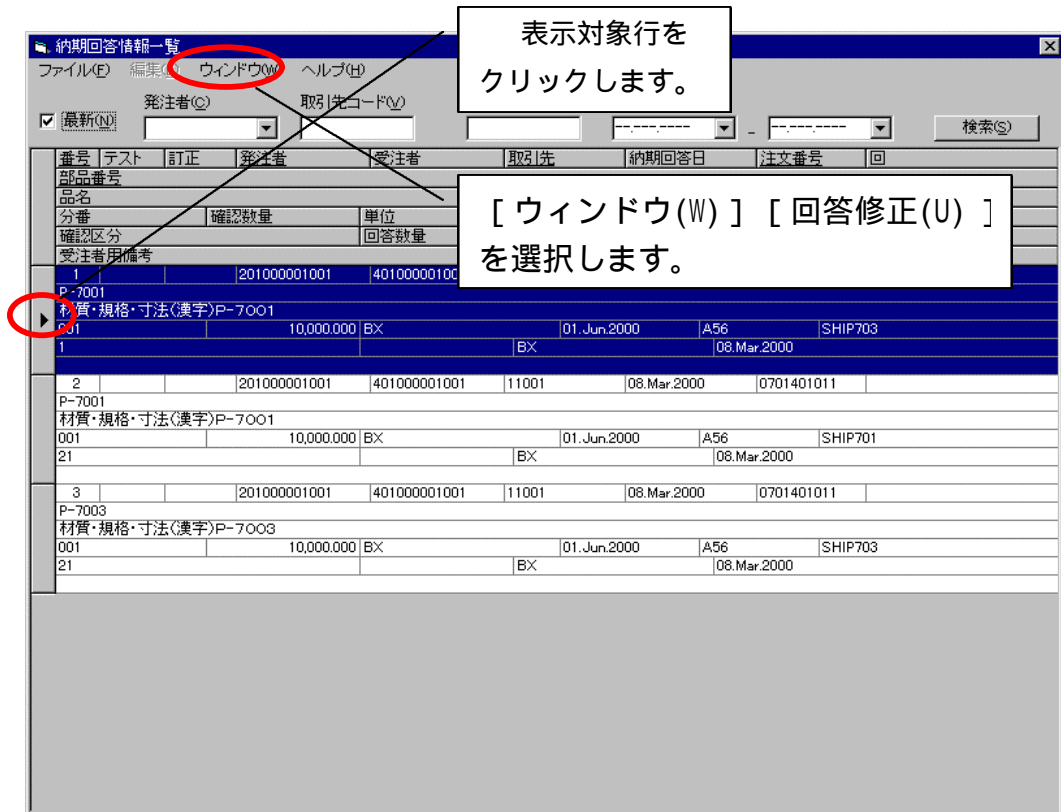 納期回答情報一覧
表示対象行を
クリックします。
ファイル(F) 編集 ウィンドウ(W) ヘルプ(H)
発注者(C) 取引先コード(V)
最新(N) --.---.---- - --.---.---- 検索(S)
番号 テスト 訂正 発注者 受注者 取引先 納期回答日 注文番号 回
部品番号
品名
分番 確認数量 単位
確認区分 回答数量
受注者用備考
[ウィンドウ(W)] [回答修正(U) ]
を選択します。
1 201000001001 4010000010
P-7001
材質・規格・寸法(漢字)P-7001
001 10,000.000 BX 01.Jun.2000 A56 SHIP703
1 BX 08.Mar.2000
2 201000001001 401000001001 11001 08.Mar.2000 0701401011
P-7001
材質・規格・寸法(漢字)P-7001
001 10,000.000 BX 01.Jun.2000 A56 SHIP701
21 BX 08.Mar.2000
3 201000001001 401000001001 11001 08.Mar.2000 0701401011
P-7003
材質・規格・寸法(漢字)P-7003
001 10,000.000 BX 01.Jun.2000 A56 SHIP703
21 BX 08.Mar.2000